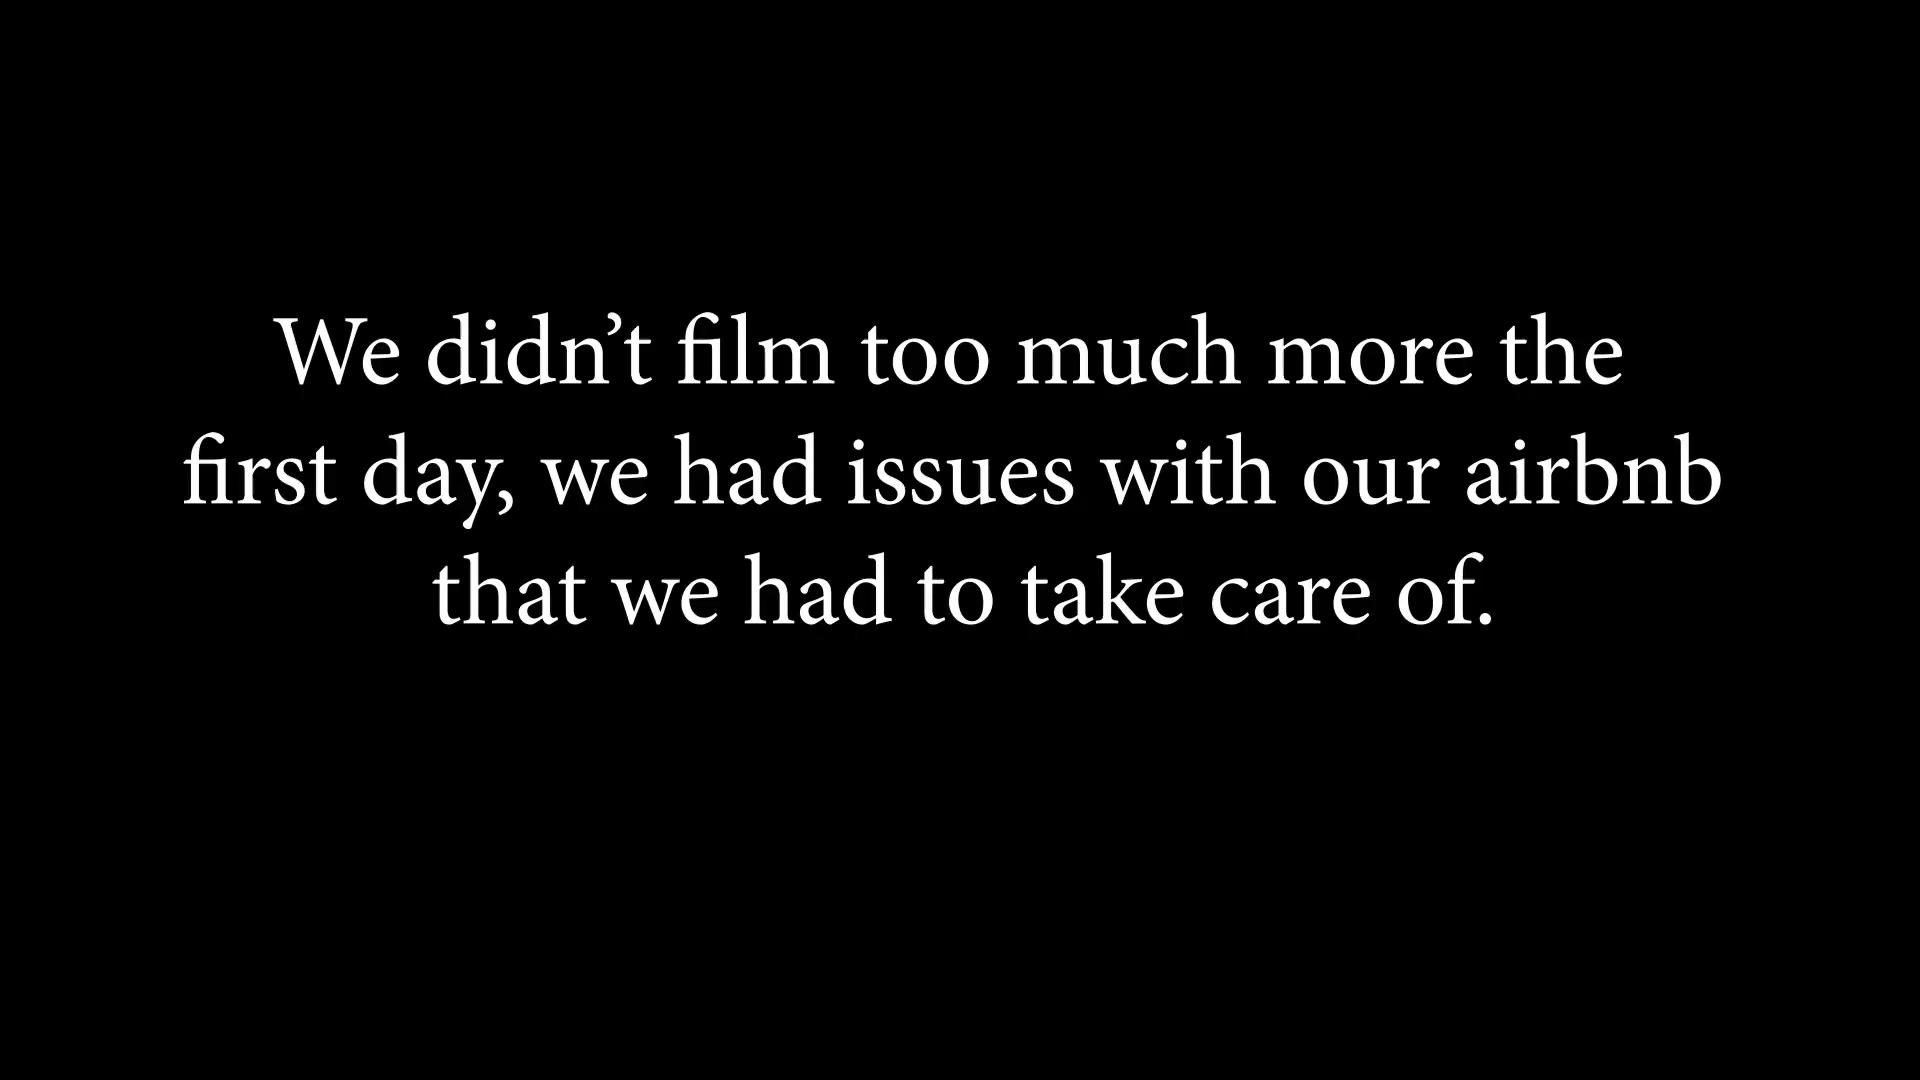 We didn’t film too much more the
first day, we had issues with our airbnb
that we had to take care of.